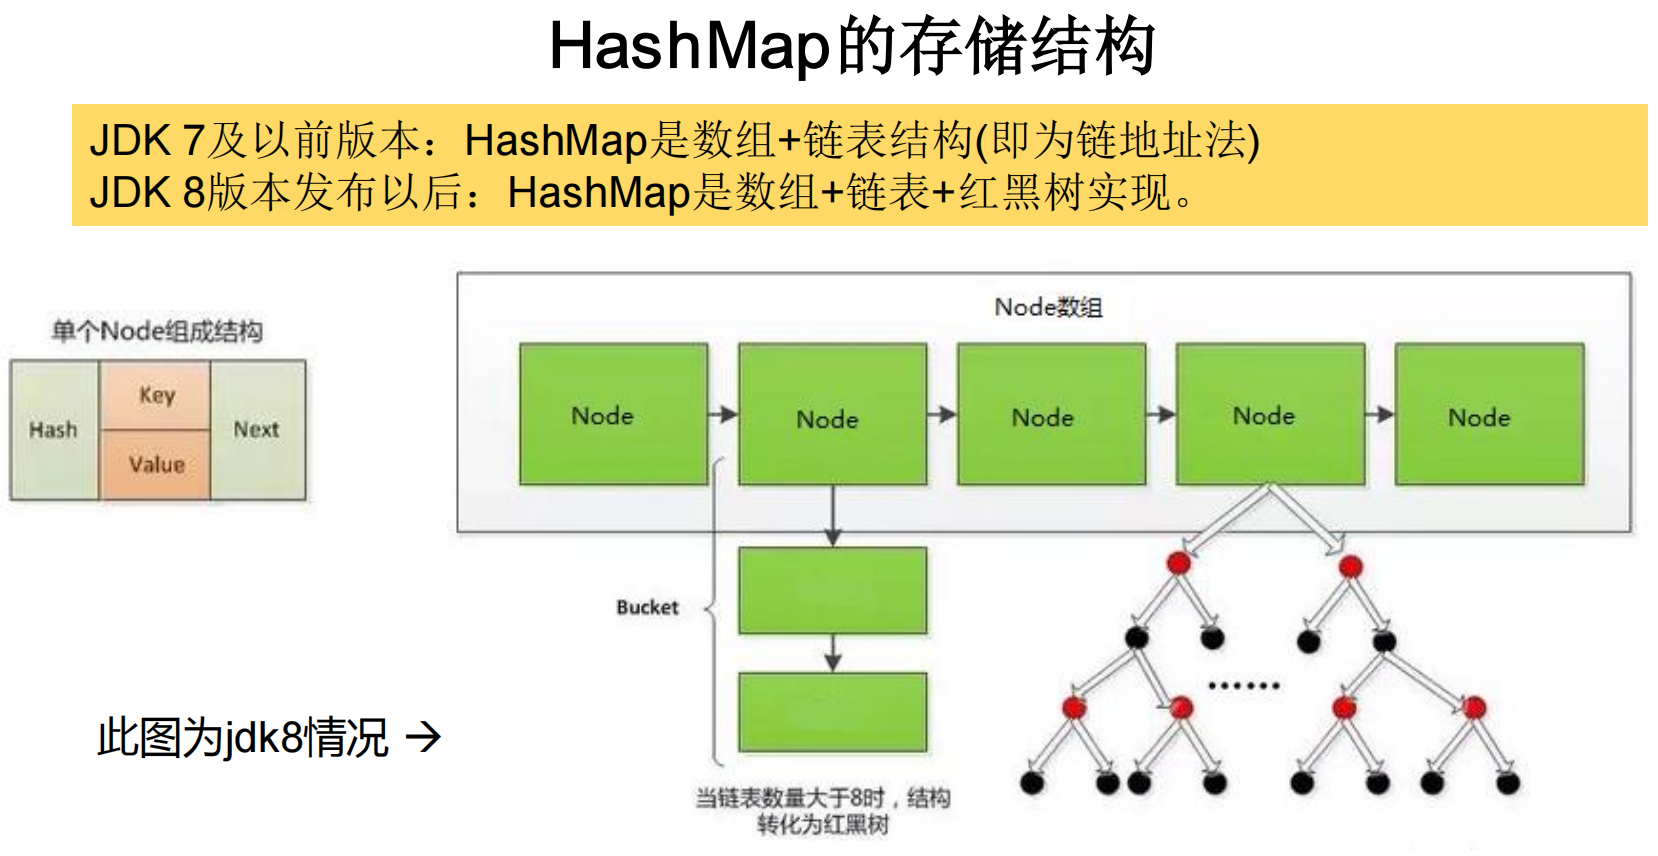 HashMap的存储结构
JDK 7及以前版本：HashMap是数组+链表结构(即为链地址法)
JDK 8版本发布以后：HashMap是数组+链表+红黑树实现。
单个Node组成结构
Hash
Key
Value
Next
Node数组
Node
Node
Node
Node
Node
Bucket
......
此图为jdk8情况 →
当链表数量大于8时，结构
转化为红黑树